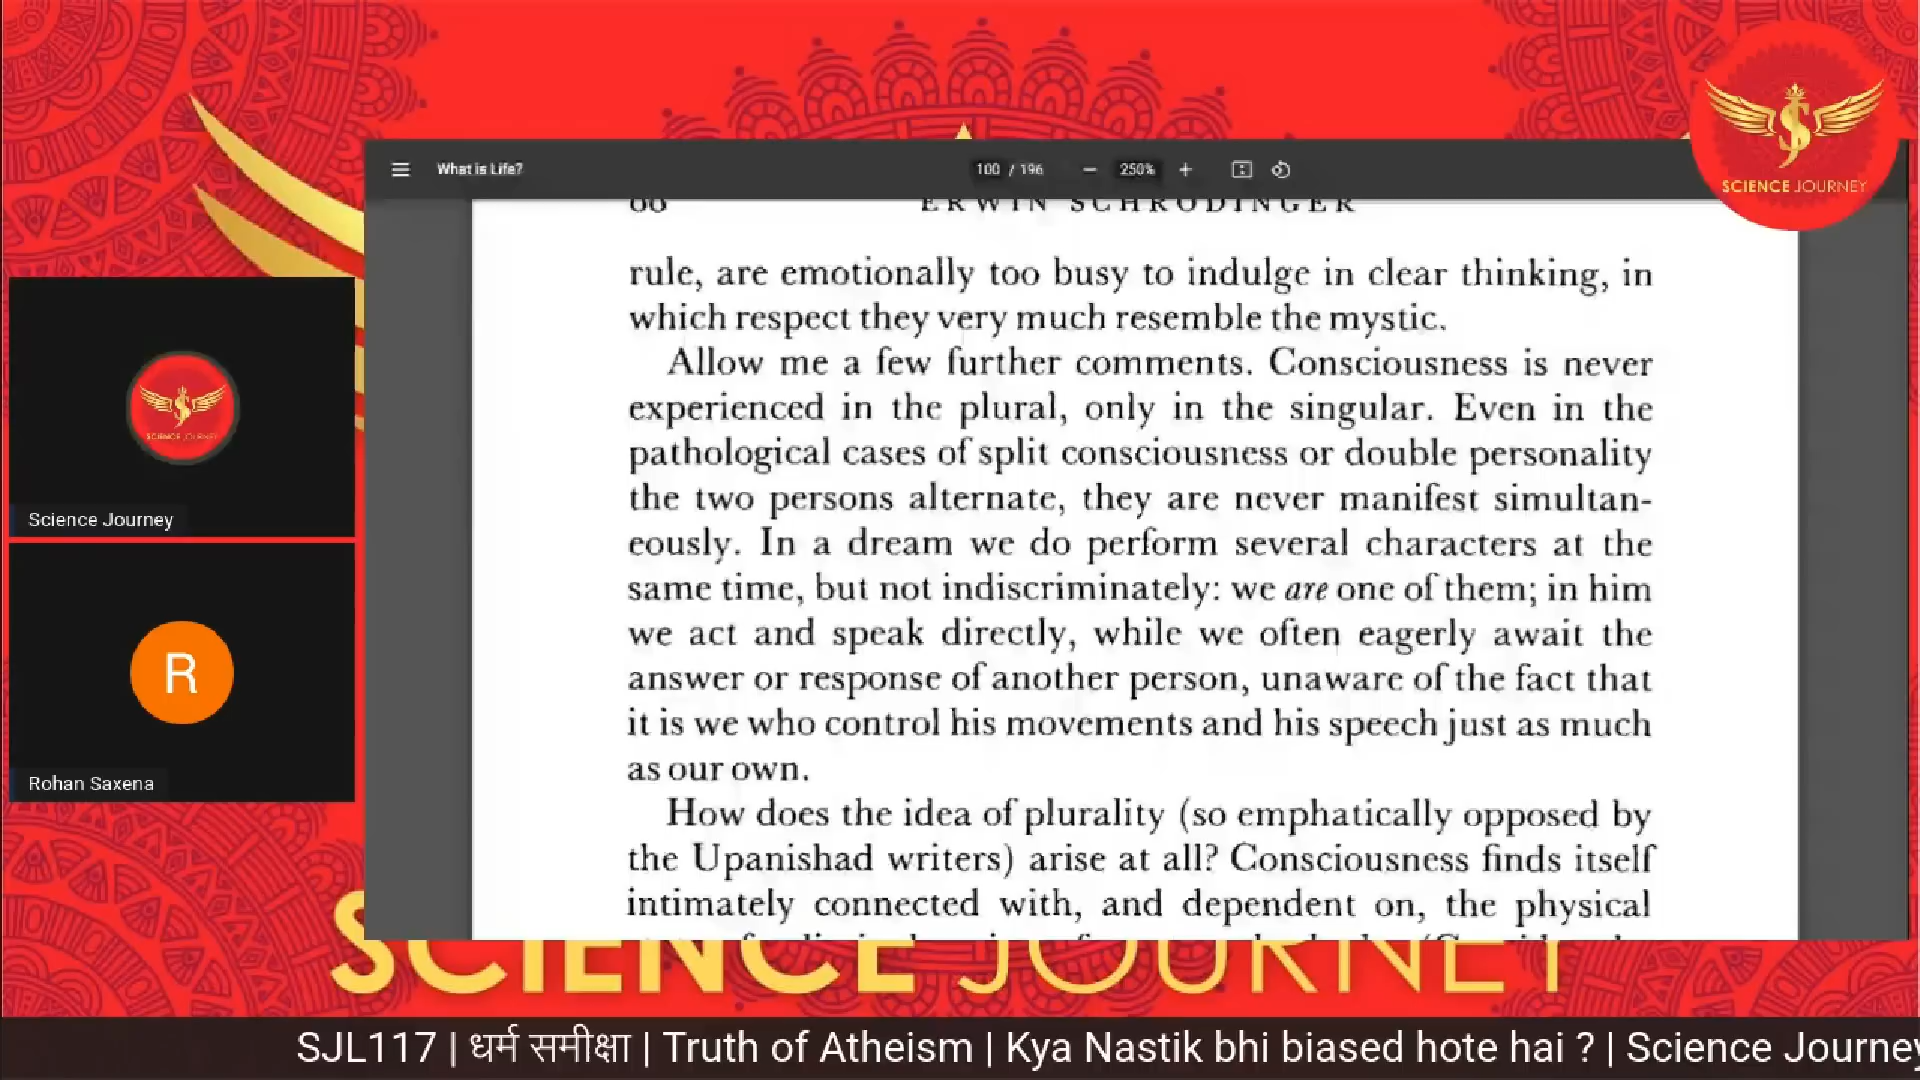 What is Life?
100 / 196
250%
SCIENCE JOURNEY
88 ERWIN SCHRÖDINGER
rule, are emotionally too busy to indulge in clear thinking, in
which respect they very much resemble the mystic.
Allow me a few further comments. Consciousness is never
experienced in the plural, only in the singular. Even in the
pathological cases of split consciousness or double personality
the two persons alternate, they are never manifest simultan-
eously. In a dream we do perform several characters at the
same time, but not indiscriminately: we are one of them; in him
we act and speak directly, while we often eagerly await the
answer or response of another person, unaware of the fact that
it is we who control his movements and his speech just as much
as our own.
How does the idea of plurality (so emphatically opposed by
the Upanishad writers) arise at all? Consciousness finds itself
intimately connected with, and dependent on, the physical
SCIENCE JOURNEY
Science Journey
R
Rohan Saxena
SCIENCE JOURNEY
SJL117 | धर्म समीक्षा | Truth of Atheism | Kya Nastik bhi biased hote hai ? | Science Journey